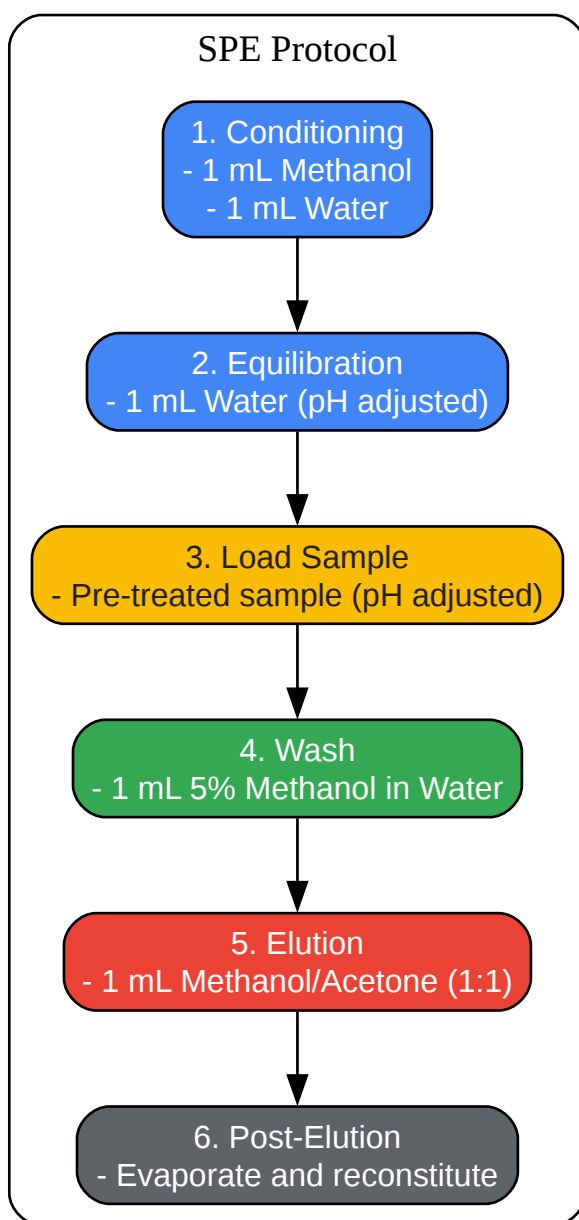 SPE Protocol
1. Conditioning
- 1 mL Methanol
- 1 mL Water
2. Equilibration
- 1 mL Water (pH adjusted)
3. Load Sample
- Pre-treated sample (pH adjusted)
4. Wash
- 1 mL 5% Methanol in Water
5. Elution
- 1 mL Methanol/Acetone (1:1)
6. Post-Elution
- Evaporate and reconstitute